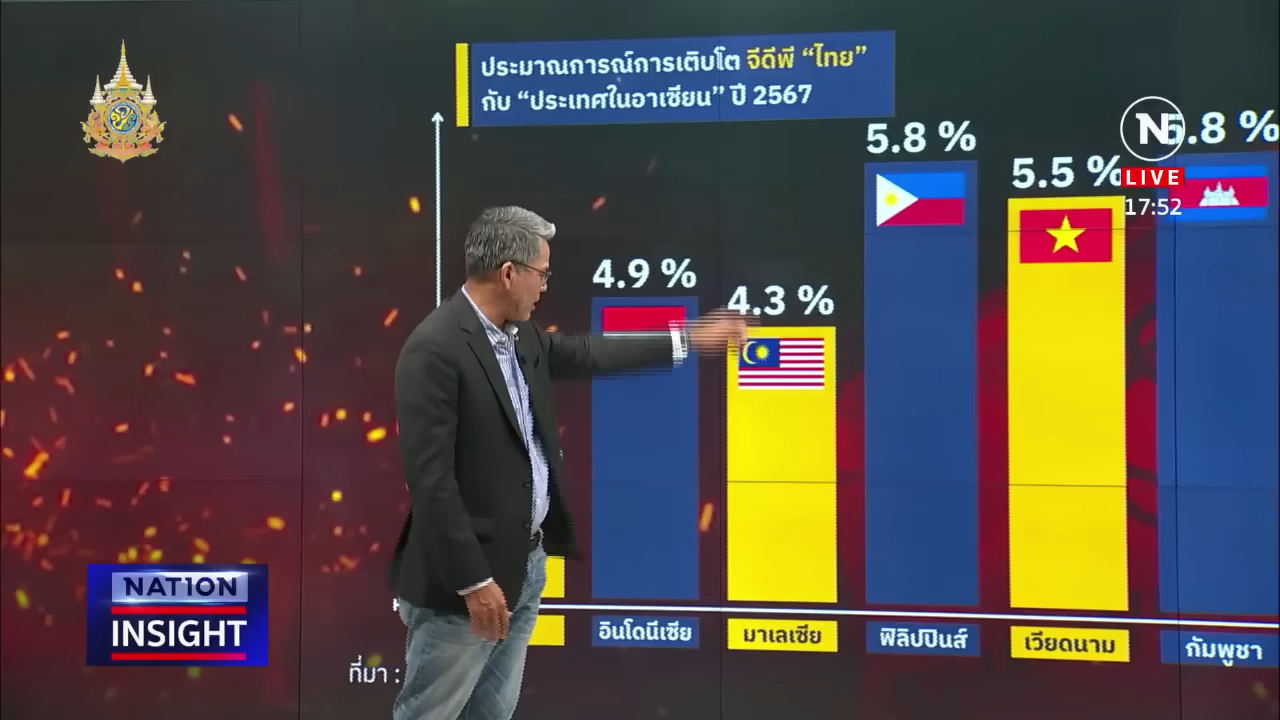 ประมาณการณ์การเติบโต จีดีพี “ไทย”
กับ “ประเทศในอาเซียน” ปี 2567
5.8 %
5.5 %
5.8 %
N
LIVE
17:52
4.9 %
4.3 %
NATION
INSIGHT
อินโดนีเซีย
มาเลเซีย
ฟิลิปปินส์
เวียดนาม
กัมพูชา
ที่มา :